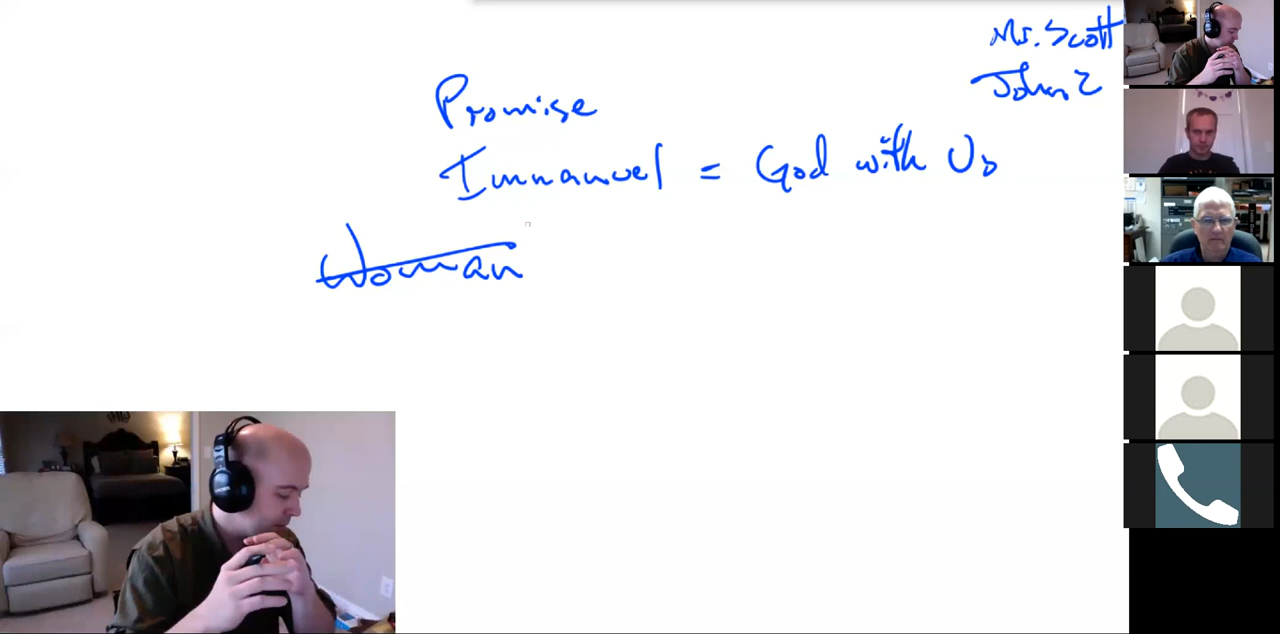 Mr. Scott
John 2
Promise
Immanuel = God with Us
Woman